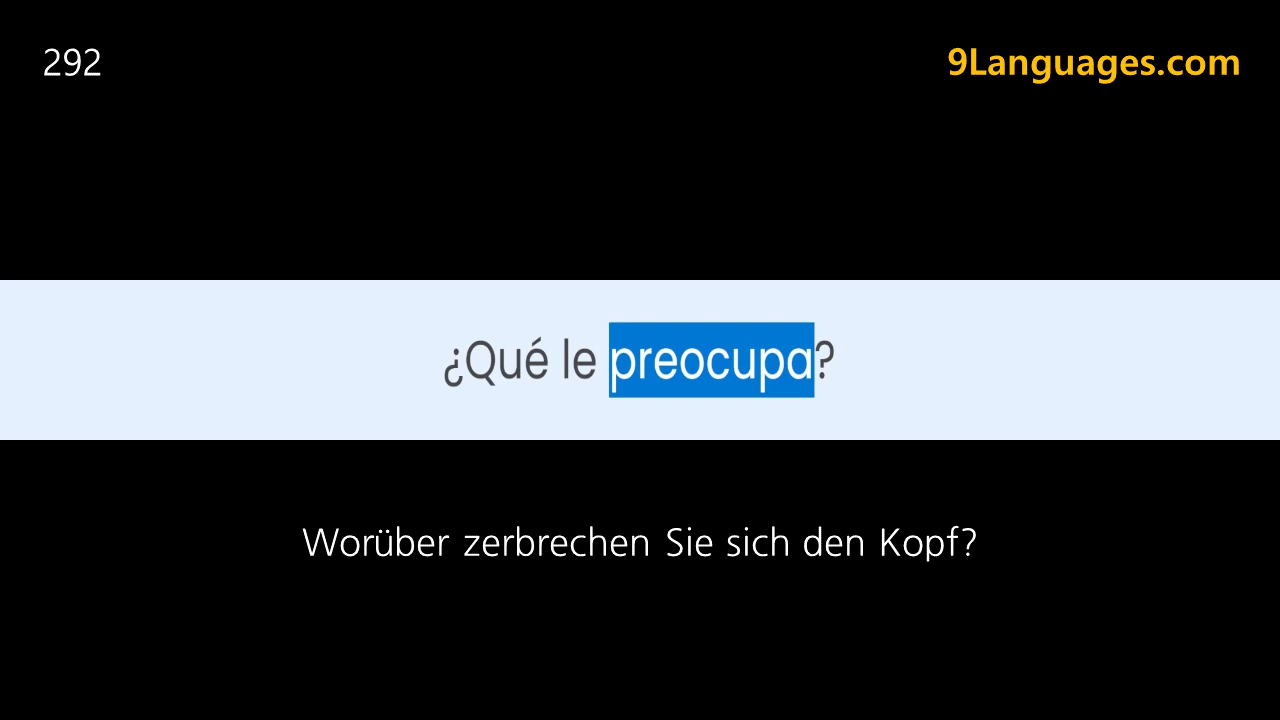 292
9Languages.com
¿Qué le preocupa?
Worüber zerbrechen Sie sich den Kopf?